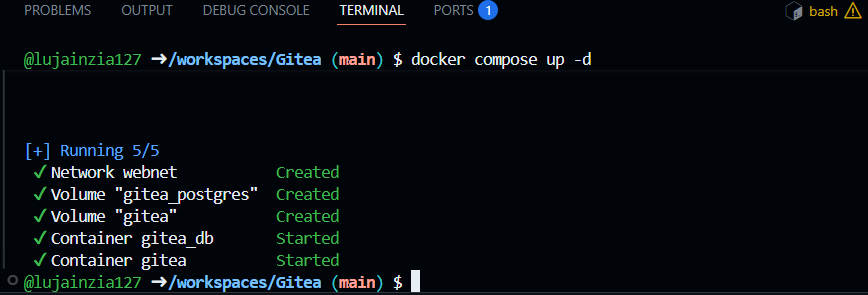 PROBLEMS OUTPUT DEBUG CONSOLE TERMINAL PORTS 1 bash
@lujainzia127 ➜/workspaces/Gitea (main) $ docker compose up -d
[+] Running 5/5
✔ Network webnet Created
✔ Volume "gitea_postgres" Created
✔ Volume "gitea" Created
✔ Container gitea_db Started
✔ Container gitea Started
@lujainzia127 ➜/workspaces/Gitea (main) $